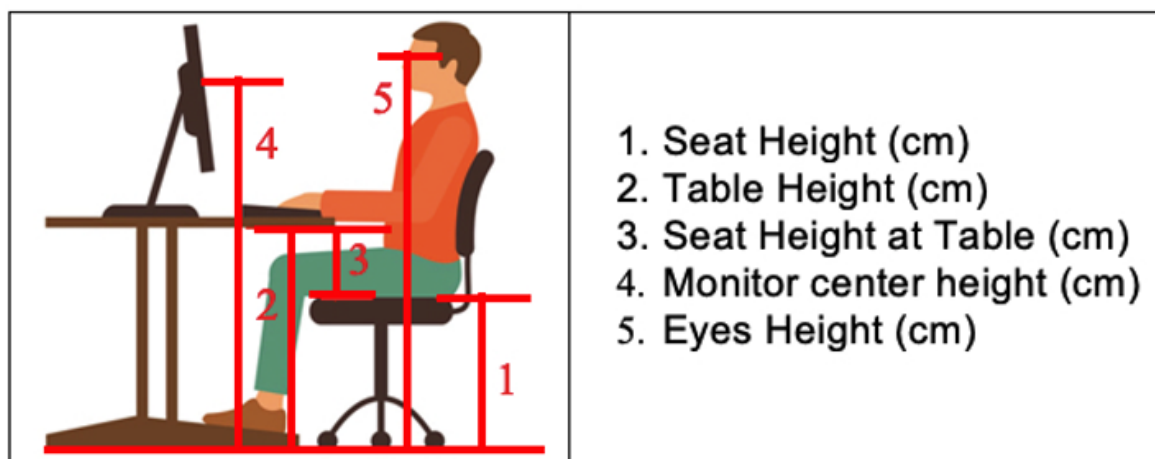 5
4
3
2
1
1. Seat Height (cm)
2. Table Height (cm)
3. Seat Height at Table (cm)
4. Monitor center height (cm)
5. Eyes Height (cm)